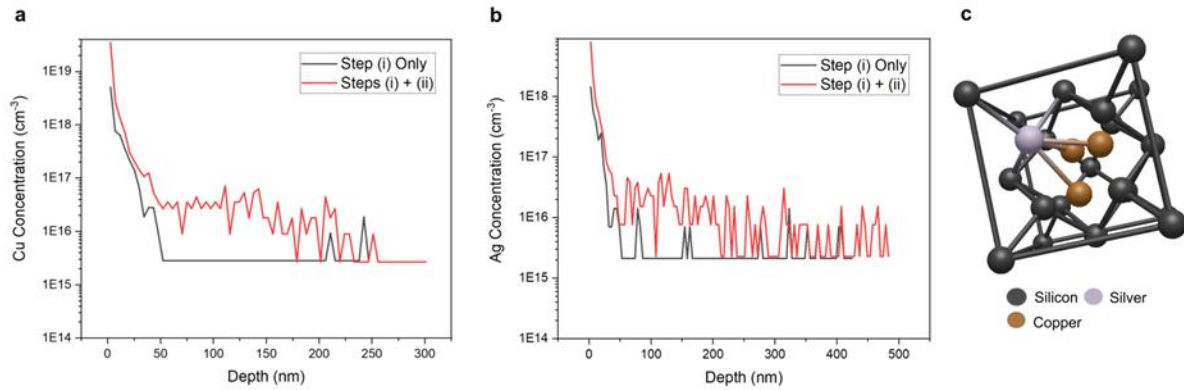 a
Cu Concentration (cm⁻³)
1E19
1E18
1E17
1E16
1E15
1E14
0
50
100
150
200
250
300
Depth (nm)
Step (i) Only
Steps (i) + (ii)
b
Ag Concentration (cm⁻³)
1E18
1E17
1E16
1E15
1E14
0
100
200
300
400
500
Depth (nm)
Step (i) Only
Step (i) + (ii)
c
Silicon
Silver
Copper